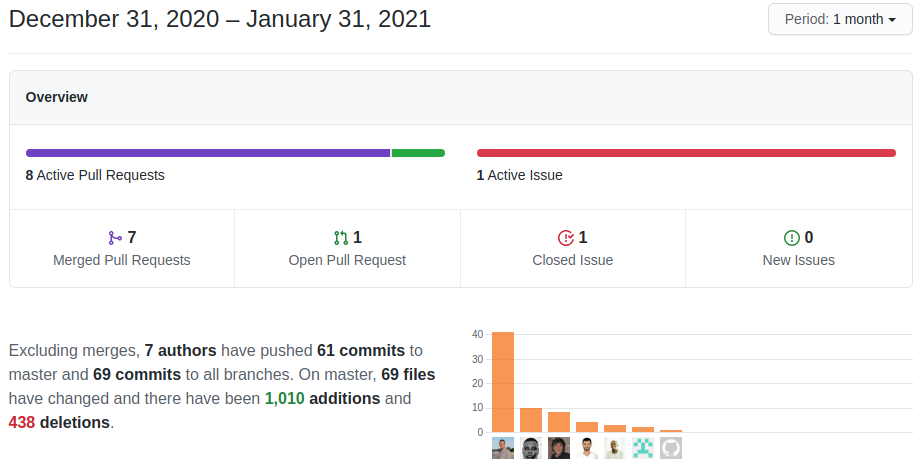 December 31, 2020 – January 31, 2021
Period: 1 month
Overview
8 Active Pull Requests
1 Active Issue
7
Merged Pull Requests
1
Open Pull Request
1
Closed Issue
0
New Issues
Excluding merges, 7 authors have pushed 61 commits to
master and 69 commits to all branches. On master, 69 files
have changed and there have been 1,010 additions and
438 deletions.
40
30
20
10
0